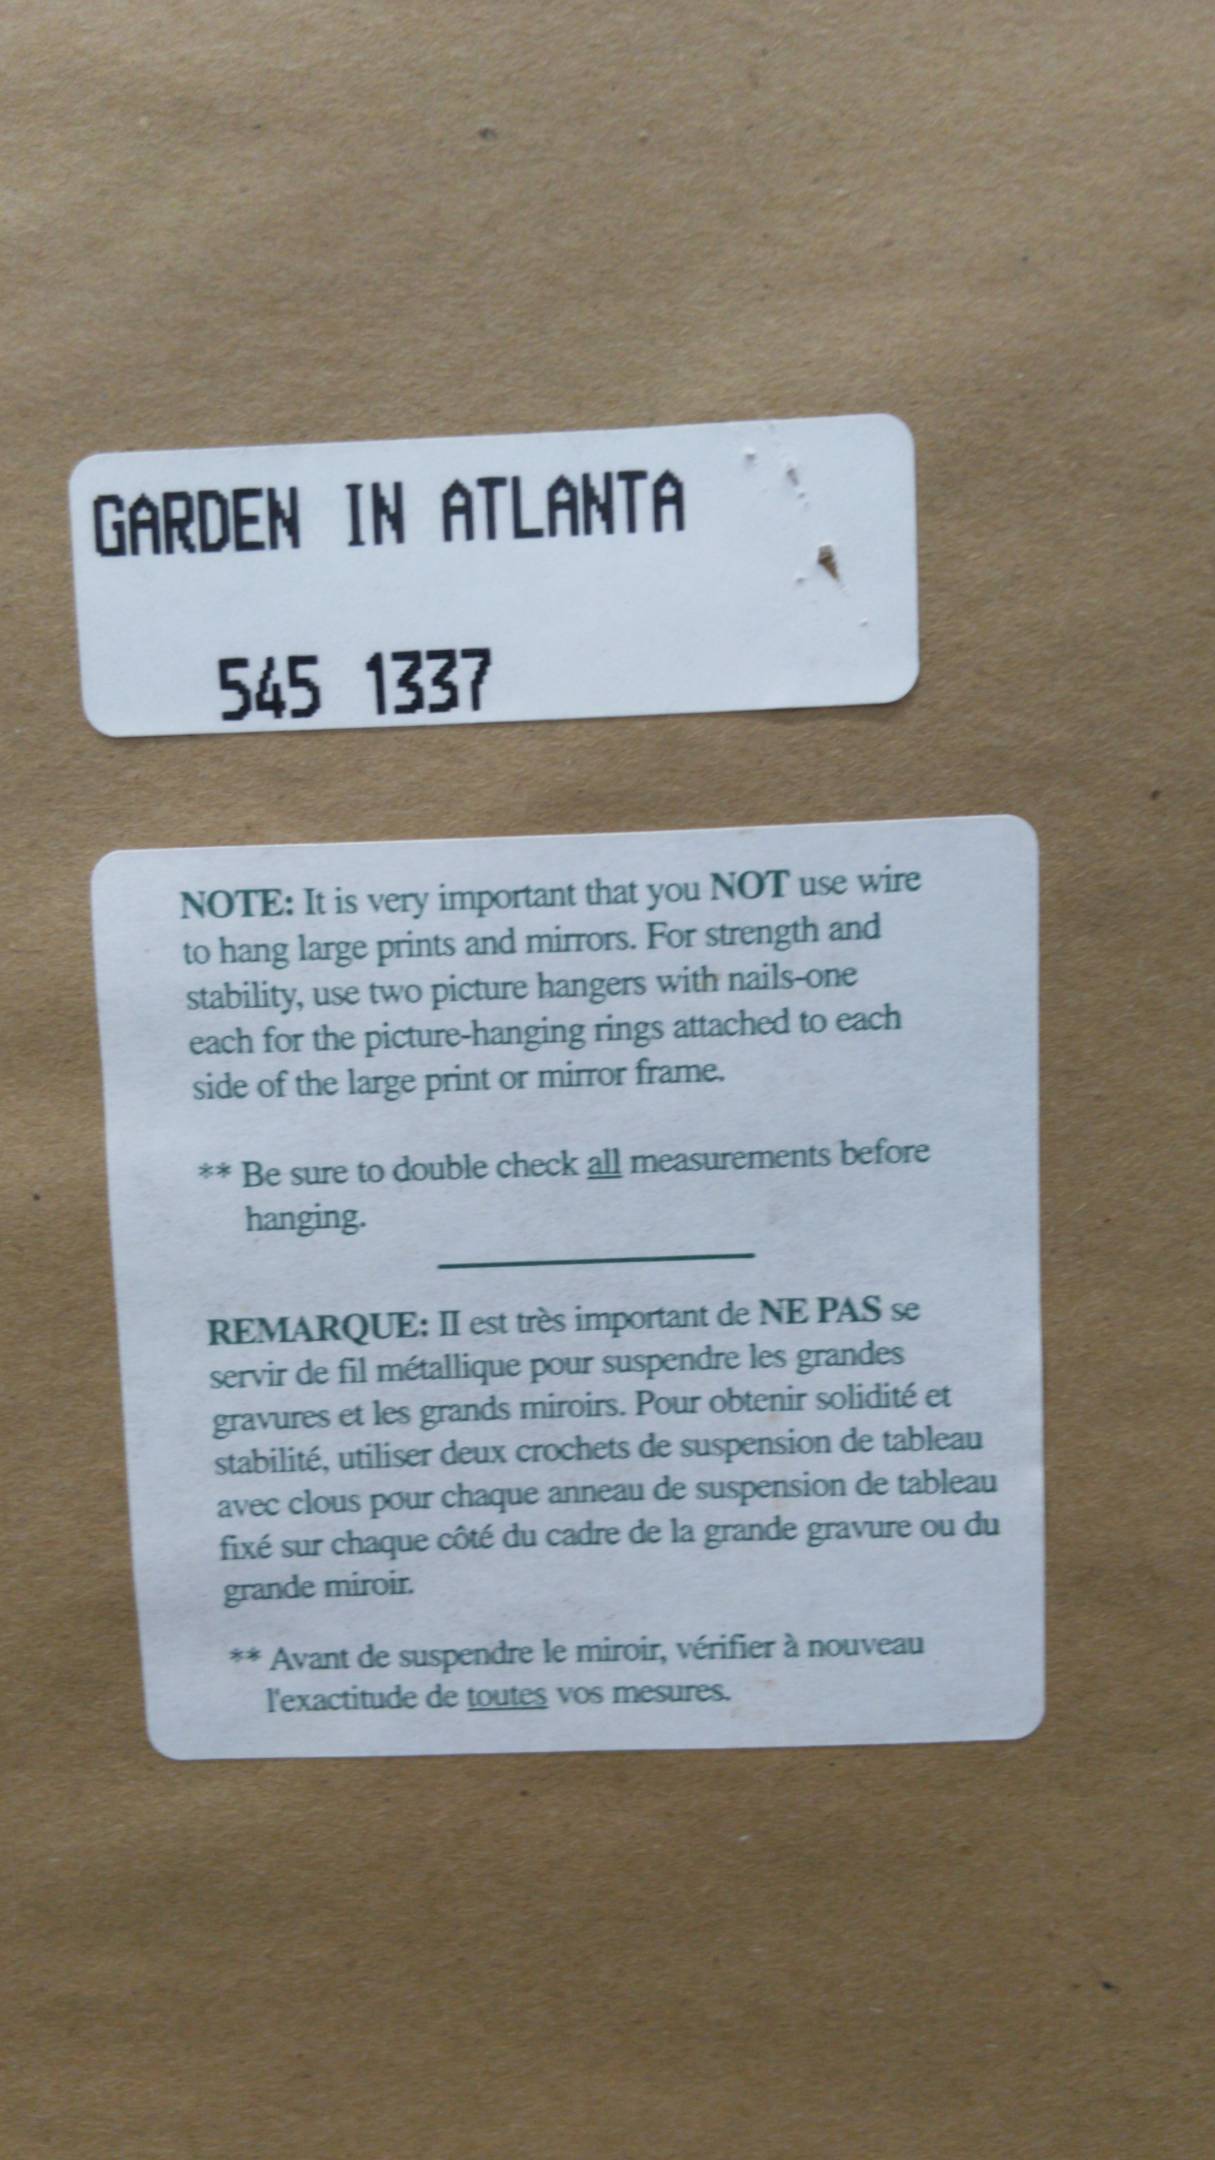 GARDEN IN ATLANTA
545 1337
NOTE: It is very important that you NOT use wire
to hang large prints and mirrors. For strength and
stability, use two picture hangers with nails-one
each for the picture-hanging rings attached to each
side of the large print or mirror frame.
** Be sure to double check all measurements before
hanging.
REMARQUE: II est très important de NE PAS se
servir de fil métallique pour suspendre les grandes
gravures et les grands miroirs. Pour obtenir solidité et
stabilité, utiliser deux crochets de suspension de tableau
avec clous pour chaque anneau de suspension de tableau
fixé sur chaque côté du cadre de la grande gravure ou du
grande miroir.
** Avant de suspendre le miroir, vérifier à nouveau
l'exactitude de toutes vos mesures.